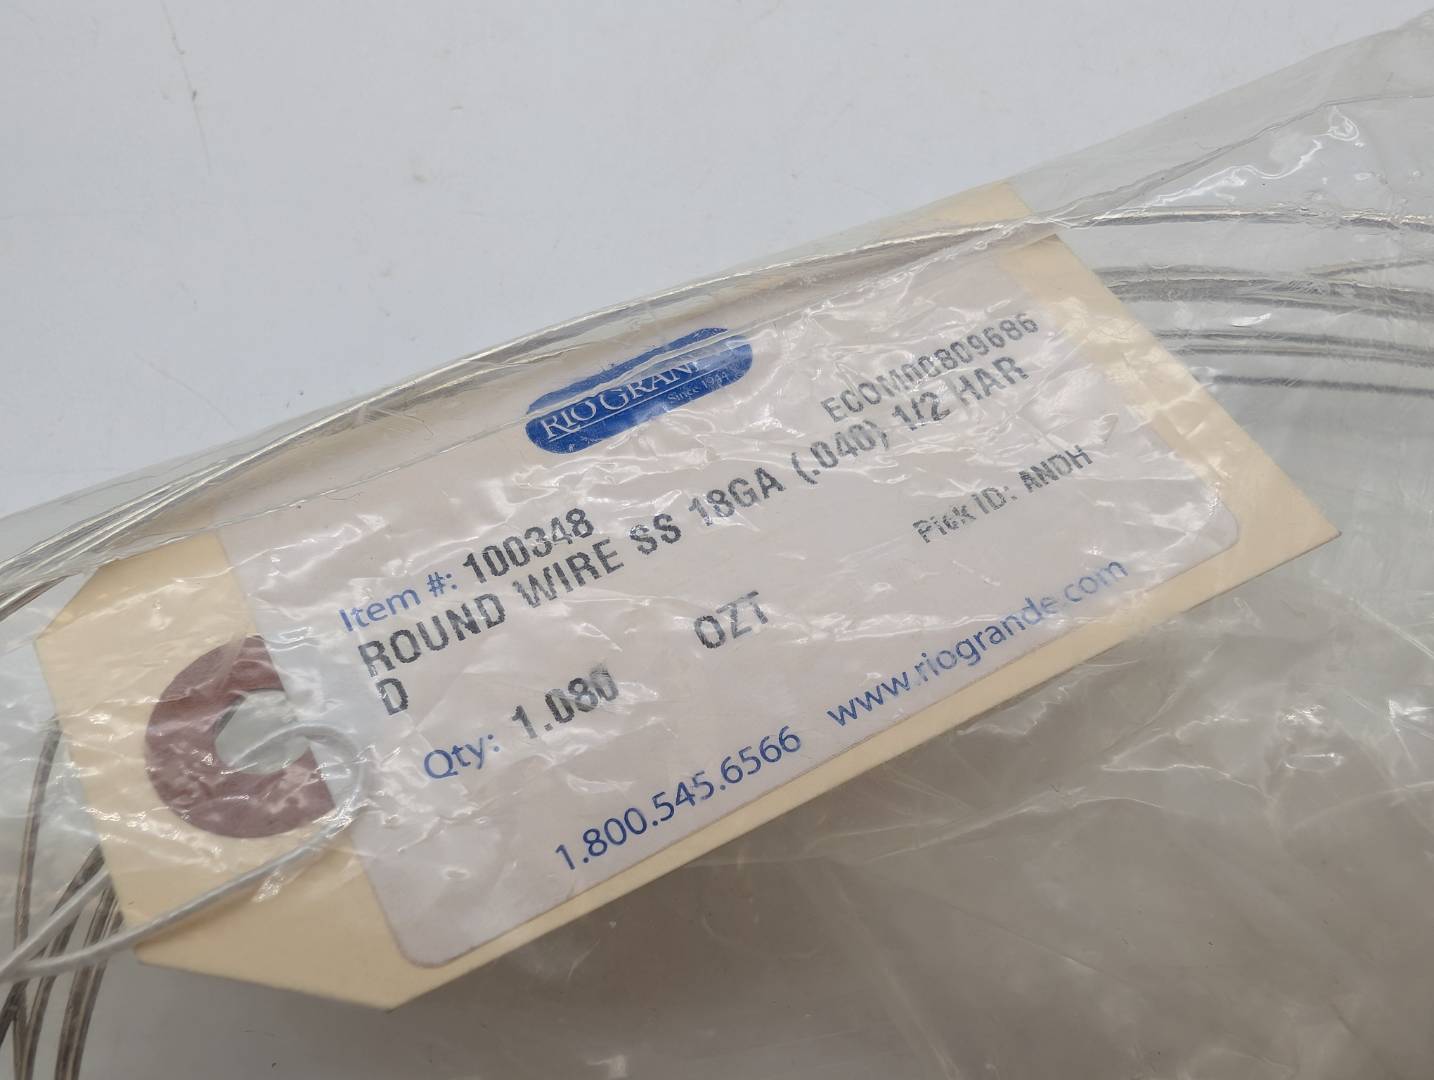 RIO GRANDE
Since 1944
ECOM00809686
Item #: 100348
ROUND WIRE SS 18GA (.040) 1/2 HAR
D
Pick ID: ANDH
Qty: 1.080 OZT
1.800.545.6566 www.riogrande.com